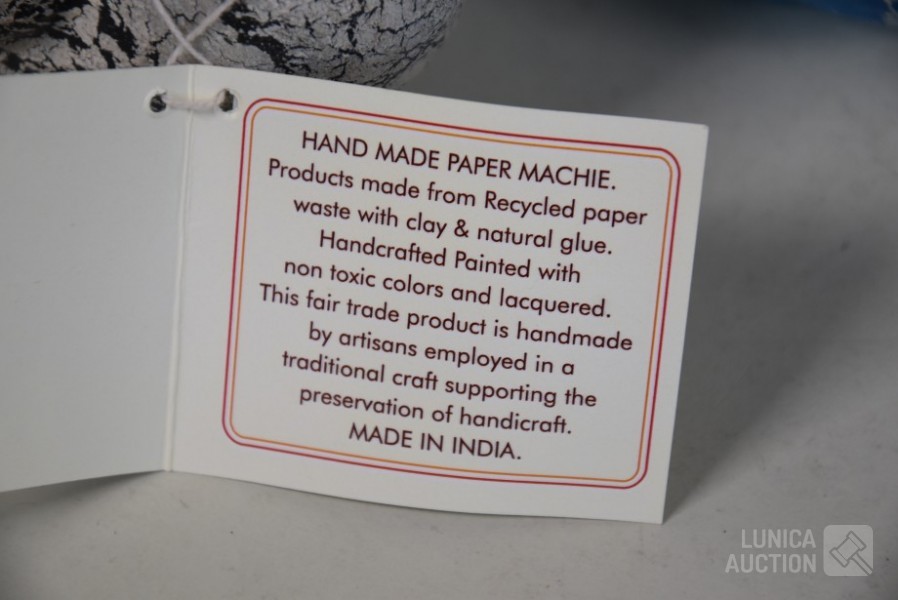 HAND MADE PAPER MACHIE.
Products made from Recycled paper
waste with clay & natural glue.
Handcrafted Painted with
non toxic colors and lacquered.
This fair trade product is handmade
by artisans employed in a
traditional craft supporting the
preservation of handicraft.
MADE IN INDIA.
LUNICA
AUCTION